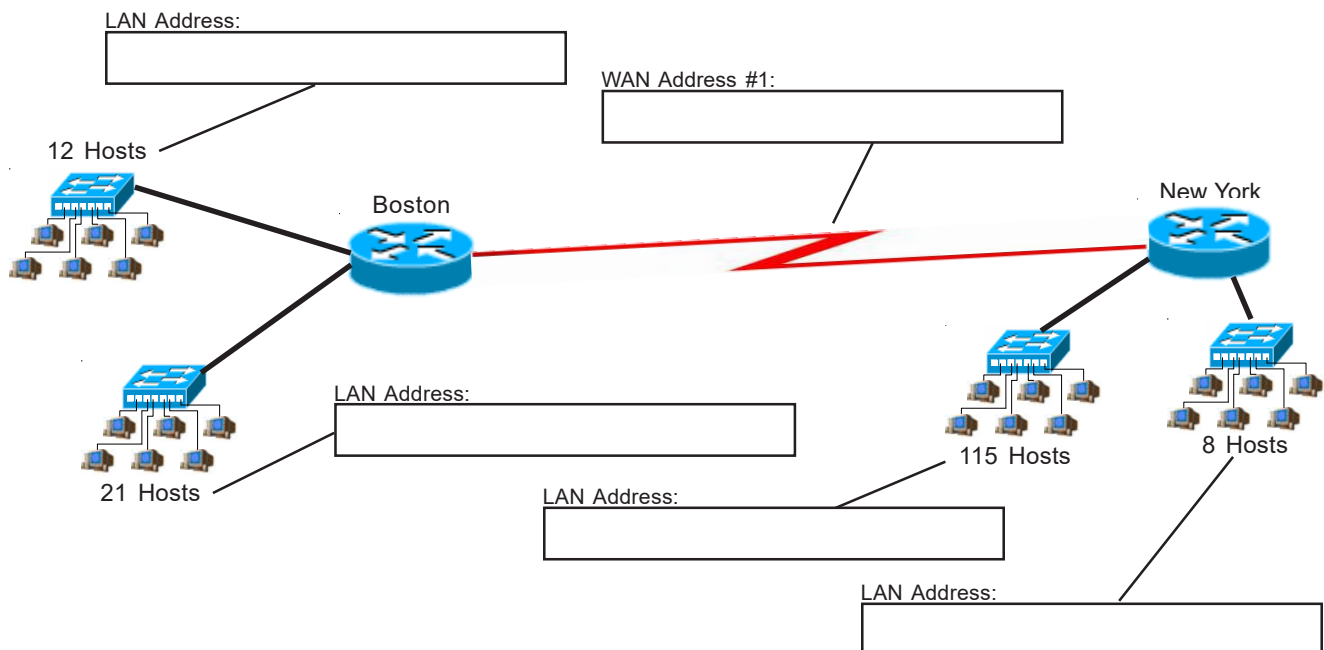 LAN Address:
WAN Address #1:
12 Hosts
Boston
New York
LAN Address:
21 Hosts
115 Hosts
8 Hosts
LAN Address:
LAN Address: